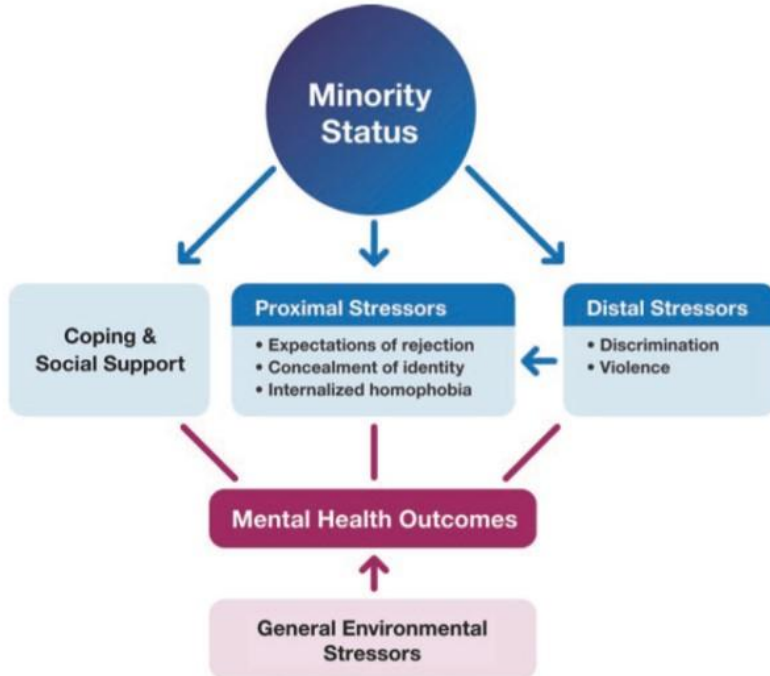 Minority
Status
Coping &
Social Support
Proximal Stressors
• Expectations of rejection
• Concealment of identity
• Internalized homophobia
Distal Stressors
• Discrimination
• Violence
Mental Health Outcomes
General Environmental
Stressors